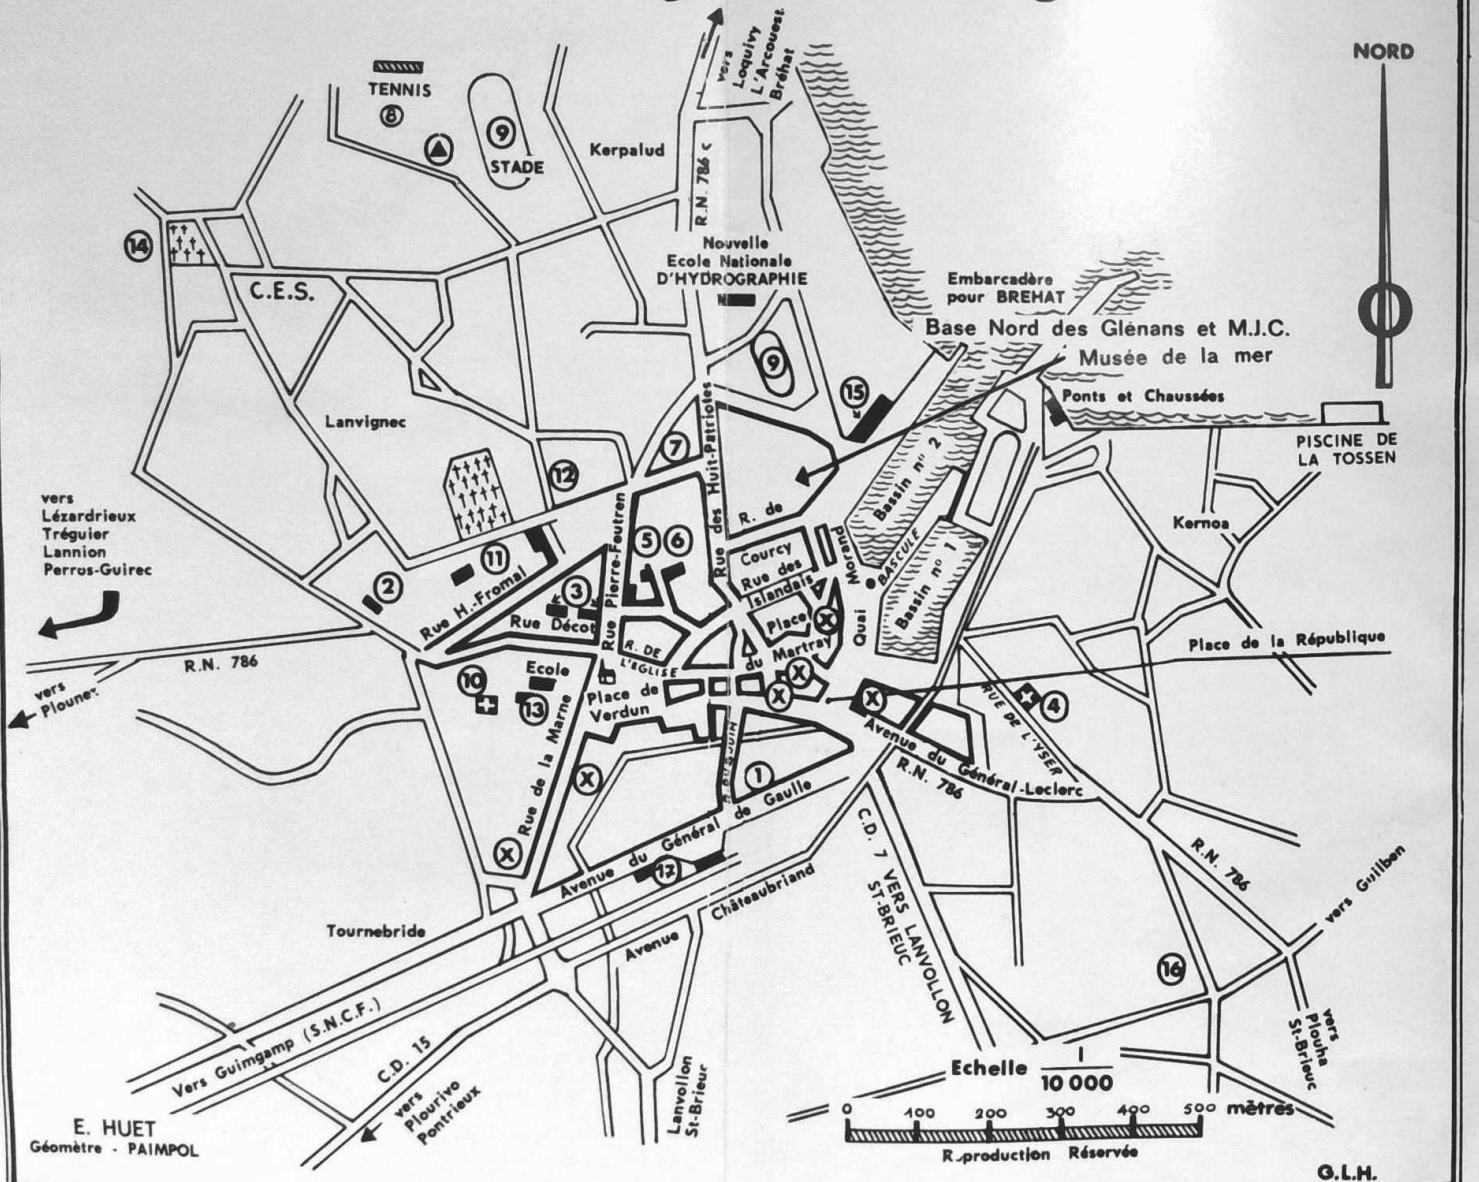 NORD
vers
Loquivy
L'Arcouest
Bréhat
TENNIS
8
9
STADE
Kerpalud
R.N. 786 c
14
C.E.S.
Nouvelle
Ecole Nationale
D'HYDROGRAPHIE
Embarcadère
pour BREHAT
Base Nord des Glénans et M.J.C.
Musée de la mer
Ponts et Chaussées
PISCINE DE
LA TOSSEN
9
15
Lanvignec
7
12
Rue des Huit-Patriotes
Bassin n° 2
vers
Lézardrieux
Tréguier
Lannion
Perros-Guirec
Kernoa
R. de
Courcy
Rue des
Islandais
Morand
Quai
BASCULE
Bassin n° 1
11
2
Rue H.-Fromal
5 6
3
Rue Décot
Rue Pierre-Feutren
Place
du Martray
X
X
X
X
R. DE
L'EGLISE
Place de la République
R.N. 786
vers
Plounez
10
Ecole
13
Place de
Verdun
RUE DE L'YSER
4
Rue de la Marne
X
X
1
Avenue du Général-Leclerc
R.N. 786
Avenue du Général de Gaulle
17
Avenue Châteaubriand
C.D. 7 VERS LANVOLLON
ST-BRIEUC
R.N. 786
vers Guilben
Tournebride
16
vers
Plouha
St-Brieuc
Vers Guimgamp (S.N.C.F.)
C.D. 15
vers
Plourivo
Pontrieux
Lanvollon
St-Brieuc
Echelle 1
10 000
0 100 200 300 400 500 mètres
Reproduction Réservée
E. HUET
Géomètre - PAIMPOL
G.L.H.